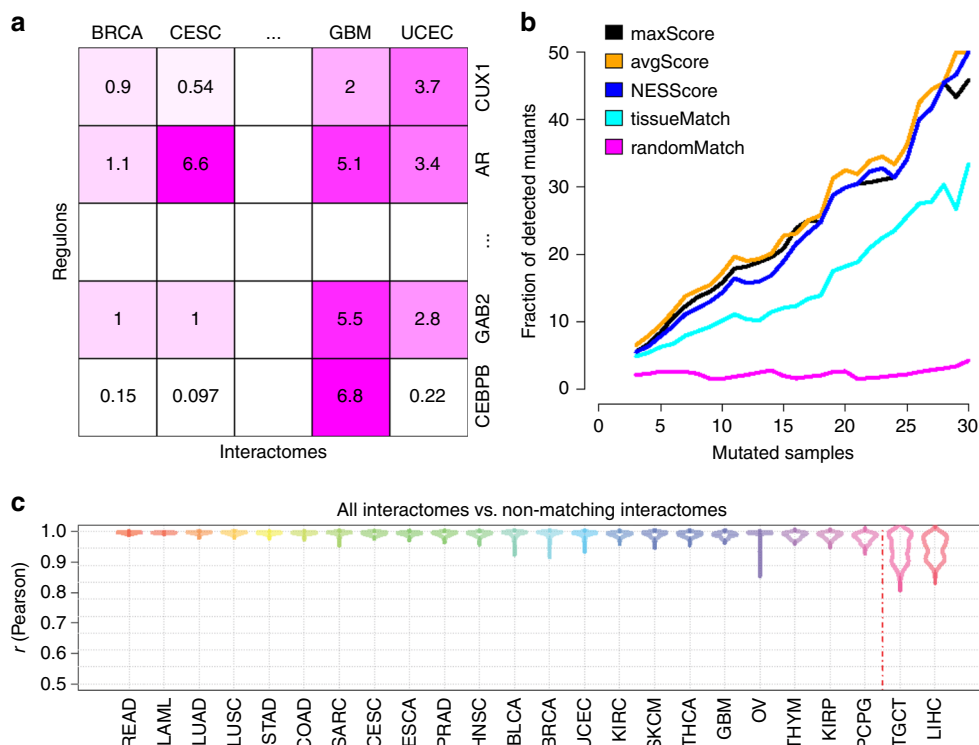 a
BRCA CESC ... GBM UCEC
0.9 0.54 2 3.7 CUX1
1.1 6.6 5.1 3.4 AR
...
1 1 5.5 2.8 GAB2
0.15 0.097 6.8 0.22 CEBPB
Regulons
Interactomes
b
maxScore
avgScore
NESScore
tissueMatch
randomMatch
Fraction of detected mutants
50
40
30
20
10
0
0 5 10 15 20 25 30
Mutated samples
c
All interactomes vs. non-matching interactomes
r (Pearson)
1.0
0.9
0.8
0.7
0.6
0.5
READ LAML LUAD LUSC STAD COAD SARC CESC ESCA PRAD HNSC BLCA BRCA UCEC KIRC SKCM THCA GBM OV THYM KIRP PCPG TGCT LIHC